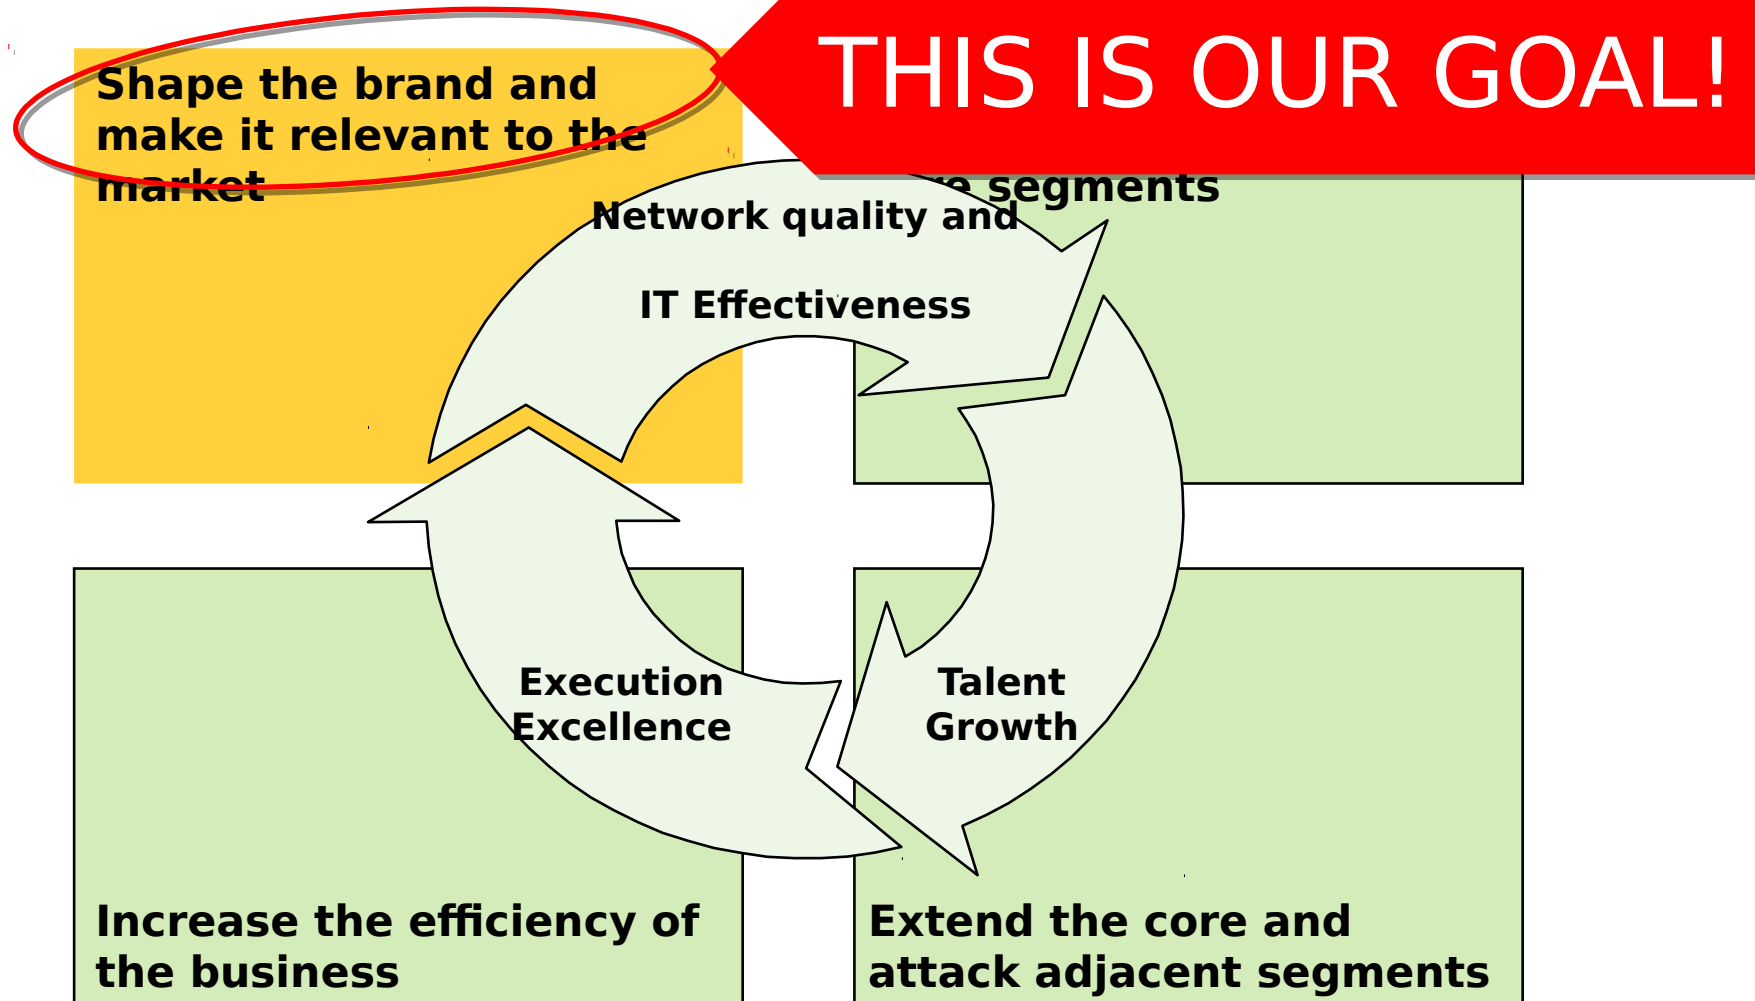 THIS IS OUR GOAL!
Shape the brand and
make it relevant to the
market
segments
Network quality and
IT Effectiveness
Execution
Excellence
Talent
Growth
Increase the efficiency of
the business
Extend the core and
attack adjacent segments